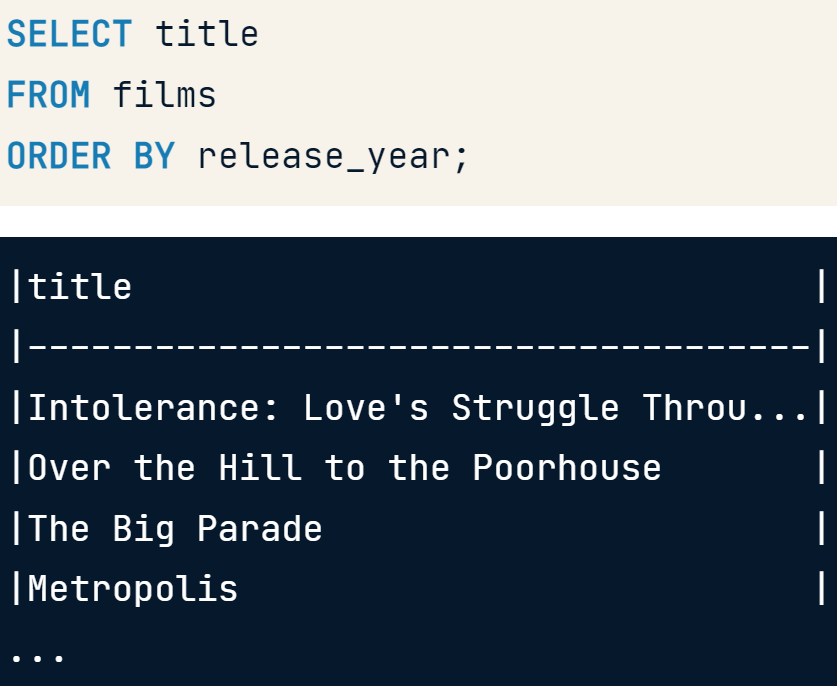 SELECT title
FROM films
ORDER BY release_year;
|title                                |
|-------------------------------------|
|Intolerance: Love's Struggle Throu...|
|Over the Hill to the Poorhouse       |
|The Big Parade                       |
|Metropolis                           |
...